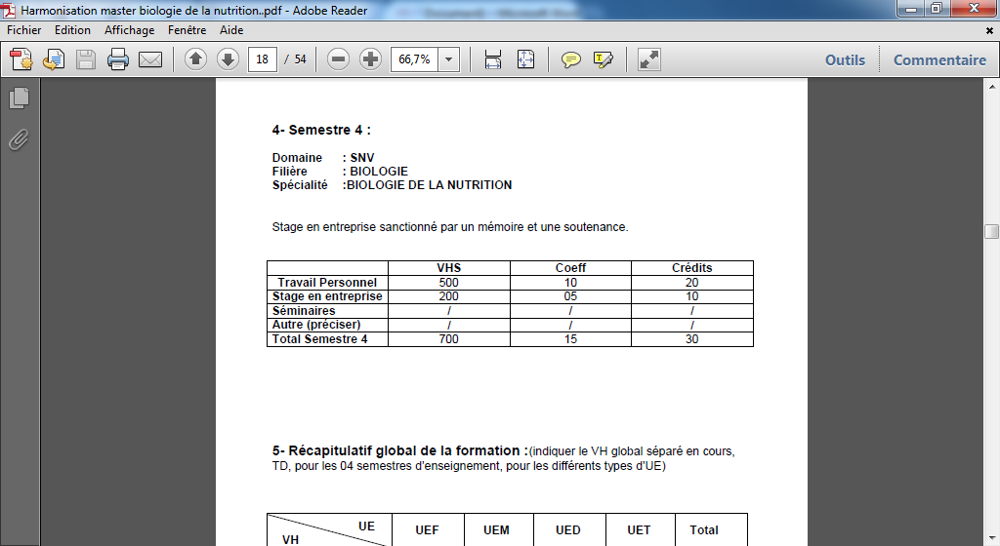 Harmonisation master biologie de la nutrition..pdf - Adobe Reader
Fichier Edition Affichage Fenêtre Aide
18 / 54 66,7% Outils Commentaire
4- Semestre 4 :
Domaine : SNV
Filière : BIOLOGIE
Spécialité :BIOLOGIE DE LA NUTRITION
Stage en entreprise sanctionné par un mémoire et une soutenance.
VHS Coeff Crédits
Travail Personnel 500 10 20
Stage en entreprise 200 05 10
Séminaires / / /
Autre (préciser) / / /
Total Semestre 4 700 15 30
5- Récapitulatif global de la formation :(indiquer le VH global séparé en cours,
TD, pour les 04 semestres d'enseignement, pour les différents types d'UE)
UE UEF UEM UED UET Total
VH